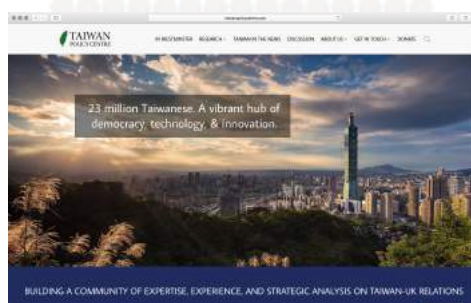 TAIWAN
POLICY CENTRE
IN WESTMINSTER RESEARCH TAIWAN IN THE NEWS DISCUSSION ABOUT US GET IN TOUCH DONATE
23 million Taiwanese. A vibrant hub of
democracy, technology, & innovation.
BUILDING A COMMUNITY OF EXPERTISE, EXPERIENCE, AND STRATEGIC ANALYSIS ON TAIWAN-UK RELATIONS